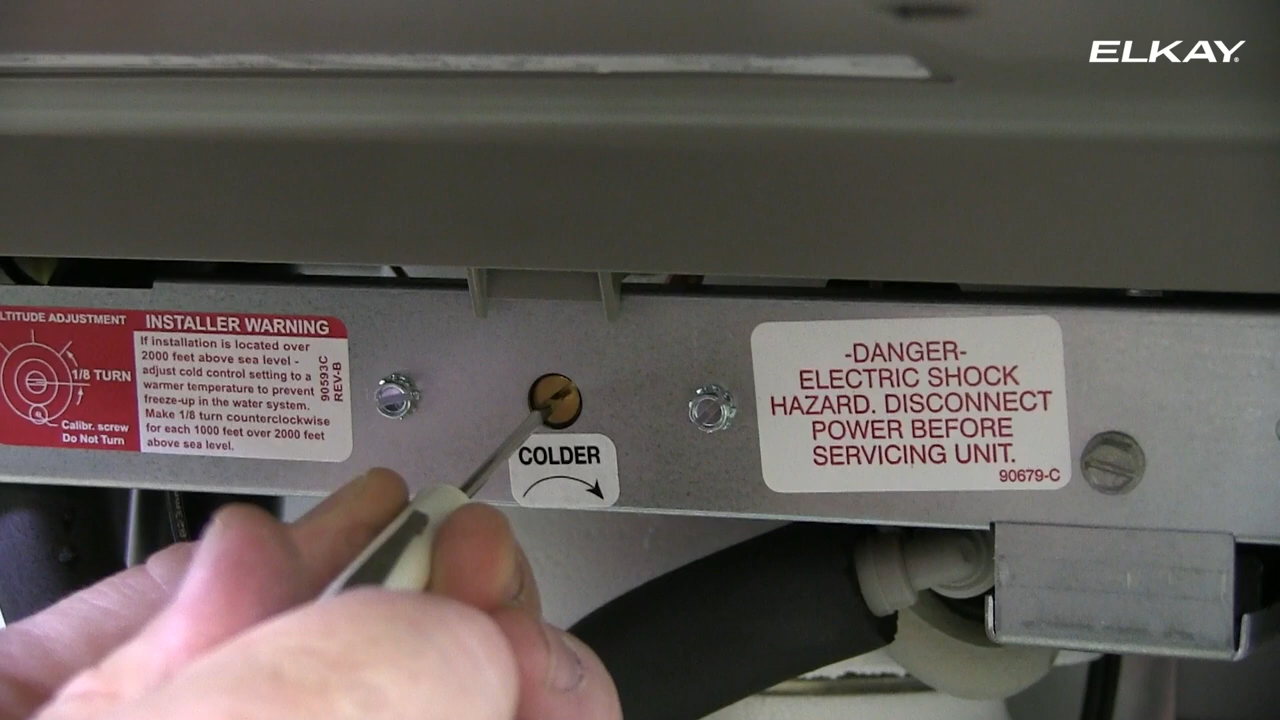 ELKAY
LTITUDE ADJUSTMENT
1/8 TURN
Calibr. screw
Do Not Turn
INSTALLER WARNING
If installation is located over
2000 feet above sea level -
adjust cold control setting to a
warmer temperature to prevent
freeze-up in the water system.
Make 1/8 turn counterclockwise
for each 1000 feet over 2000 feet
above sea level.
90593C
REV-B
COLDER
-DANGER-
ELECTRIC SHOCK
HAZARD. DISCONNECT
POWER BEFORE
SERVICING UNIT.
90679-C